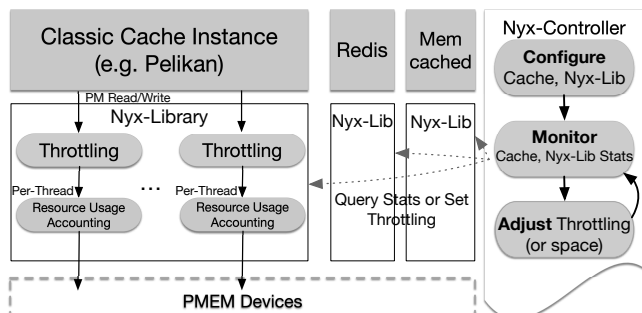 Classic Cache Instance
(e.g. Pelikan)
Redis
Mem
cached
Nyx-Controller
Configure
Cache, Nyx-Lib
PM Read/Write
Nyx-Library
Nyx-Lib
Nyx-Lib
Throttling
Throttling
Monitor
Cache, Nyx-Lib Stats
Per-Thread
...
Per-Thread
Resource Usage
Accounting
Resource Usage
Accounting
Query Stats or Set
Throttling
Adjust Throttling
(or space)
PMEM Devices